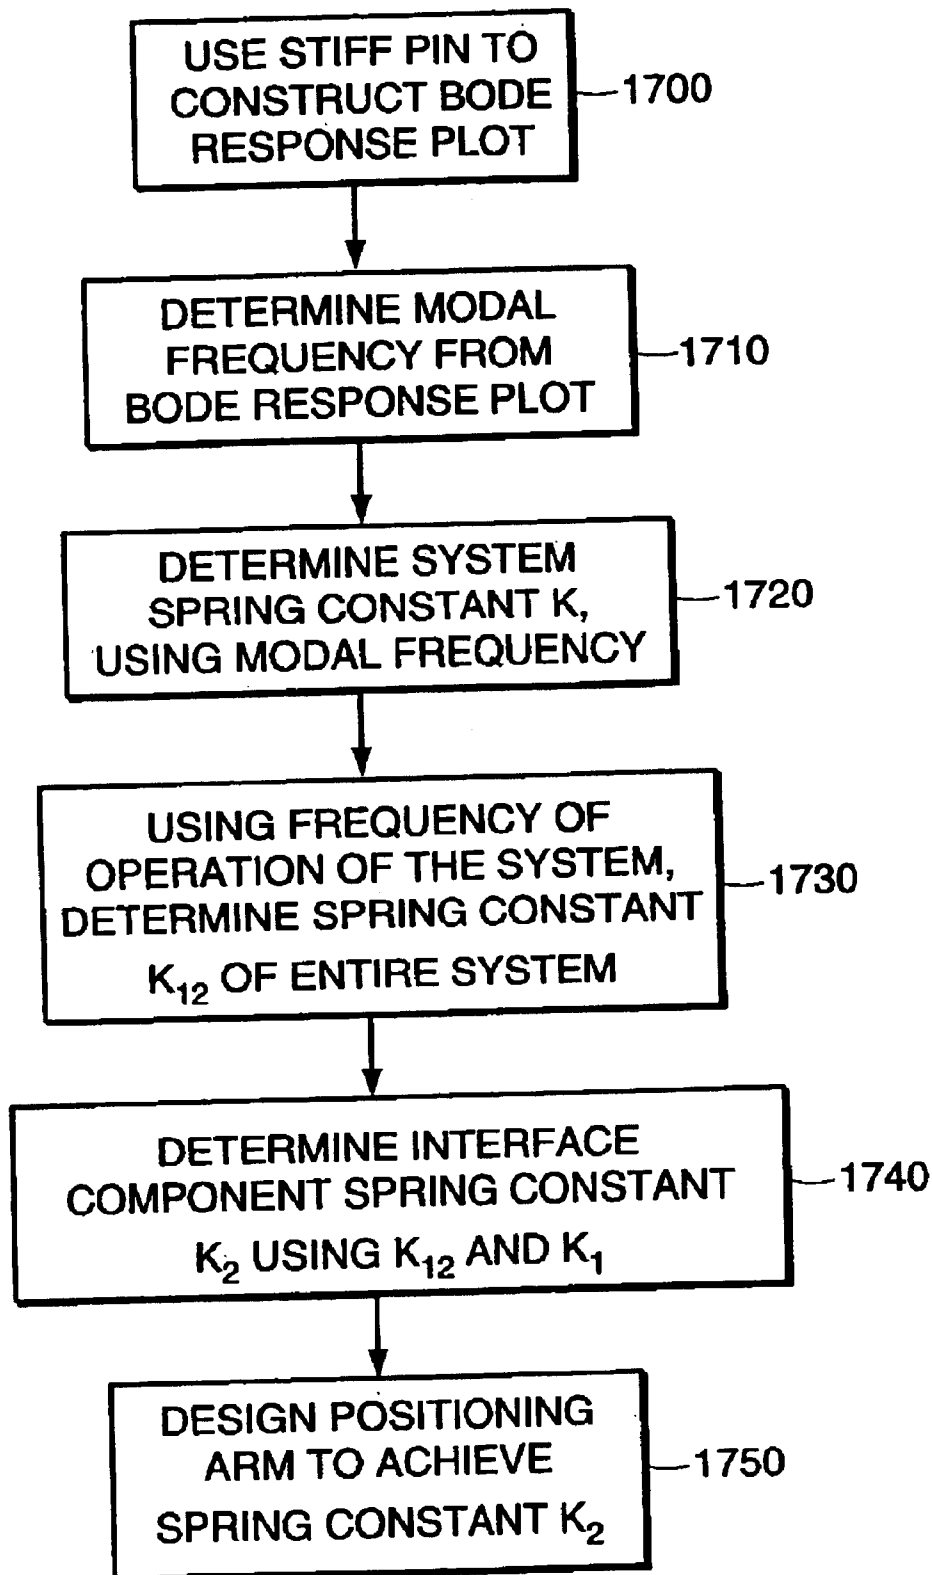 USE STIFF PIN TO
CONSTRUCT BODE
RESPONSE PLOT
1700
DETERMINE MODAL
FREQUENCY FROM
BODE RESPONSE PLOT
1710
DETERMINE SYSTEM
SPRING CONSTANT K,
USING MODAL FREQUENCY
1720
USING FREQUENCY OF
OPERATION OF THE SYSTEM,
DETERMINE SPRING CONSTANT
K12 OF ENTIRE SYSTEM
1730
DETERMINE INTERFACE
COMPONENT SPRING CONSTANT
K2 USING K12 AND K1
1740
DESIGN POSITIONING
ARM TO ACHIEVE
SPRING CONSTANT K2
1750